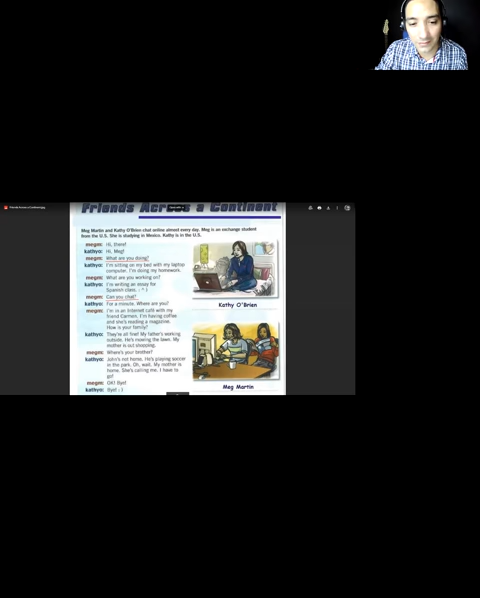 Friends Across a Continent
Meg Martin and Kathy O'Brien chat online almost every day. Meg is an exchange student
from the U.S. She is studying in Mexico. Kathy is in the U.S.
megm: Hi, there!
kathyo: Hi, Meg!
megm: What are you doing?
kathyo: I'm sitting on my bed with my laptop
computer. I'm doing my homework.
megm: What are you working on?
kathyo: I'm writing an essay for
Spanish class.
megm: Can you chat?
kathyo: For a minute. Where are you?
megm: I'm in an Internet café with my
friend Carmen. I'm having coffee
and she's reading a magazine.
How is your family?
kathyo: They're all fine! My father's working
outside. He's mowing the lawn. My
mother is out shopping.
megm: Where's your brother?
kathyo: John's not home. He's playing soccer
in the park. Oh, wait. My mother is
home. She's calling me. I have to
go!
megm: OK! Bye!
kathyo: Bye! : )
Kathy O'Brien
Meg Martin